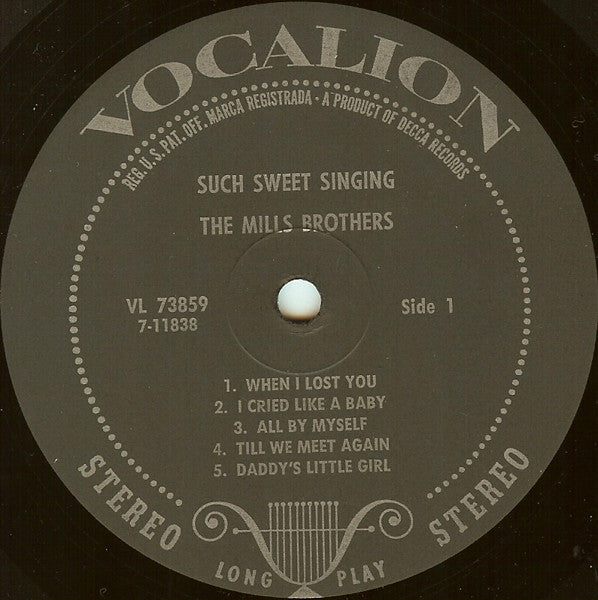 VOCALION
REG. U.S. PAT. OFF. MARCA REGISTRADA · A PRODUCT OF DECCA RECORDS
SUCH SWEET SINGING
THE MILLS BROTHERS
VL 73859
7-11838
Side 1
1. WHEN I LOST YOU
2. I CRIED LIKE A BABY
3. ALL BY MYSELF
4. TILL WE MEET AGAIN
5. DADDY'S LITTLE GIRL
STEREO
STEREO
LONG PLAY